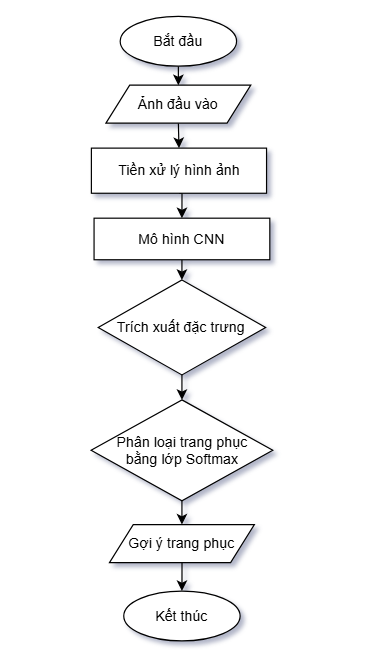 Bắt đầu
Ảnh đầu vào
Tiền xử lý hình ảnh
Mô hình CNN
Trích xuất đặc trưng
Phân loại trang phục
bằng lớp Softmax
Gợi ý trang phục
Kết thúc